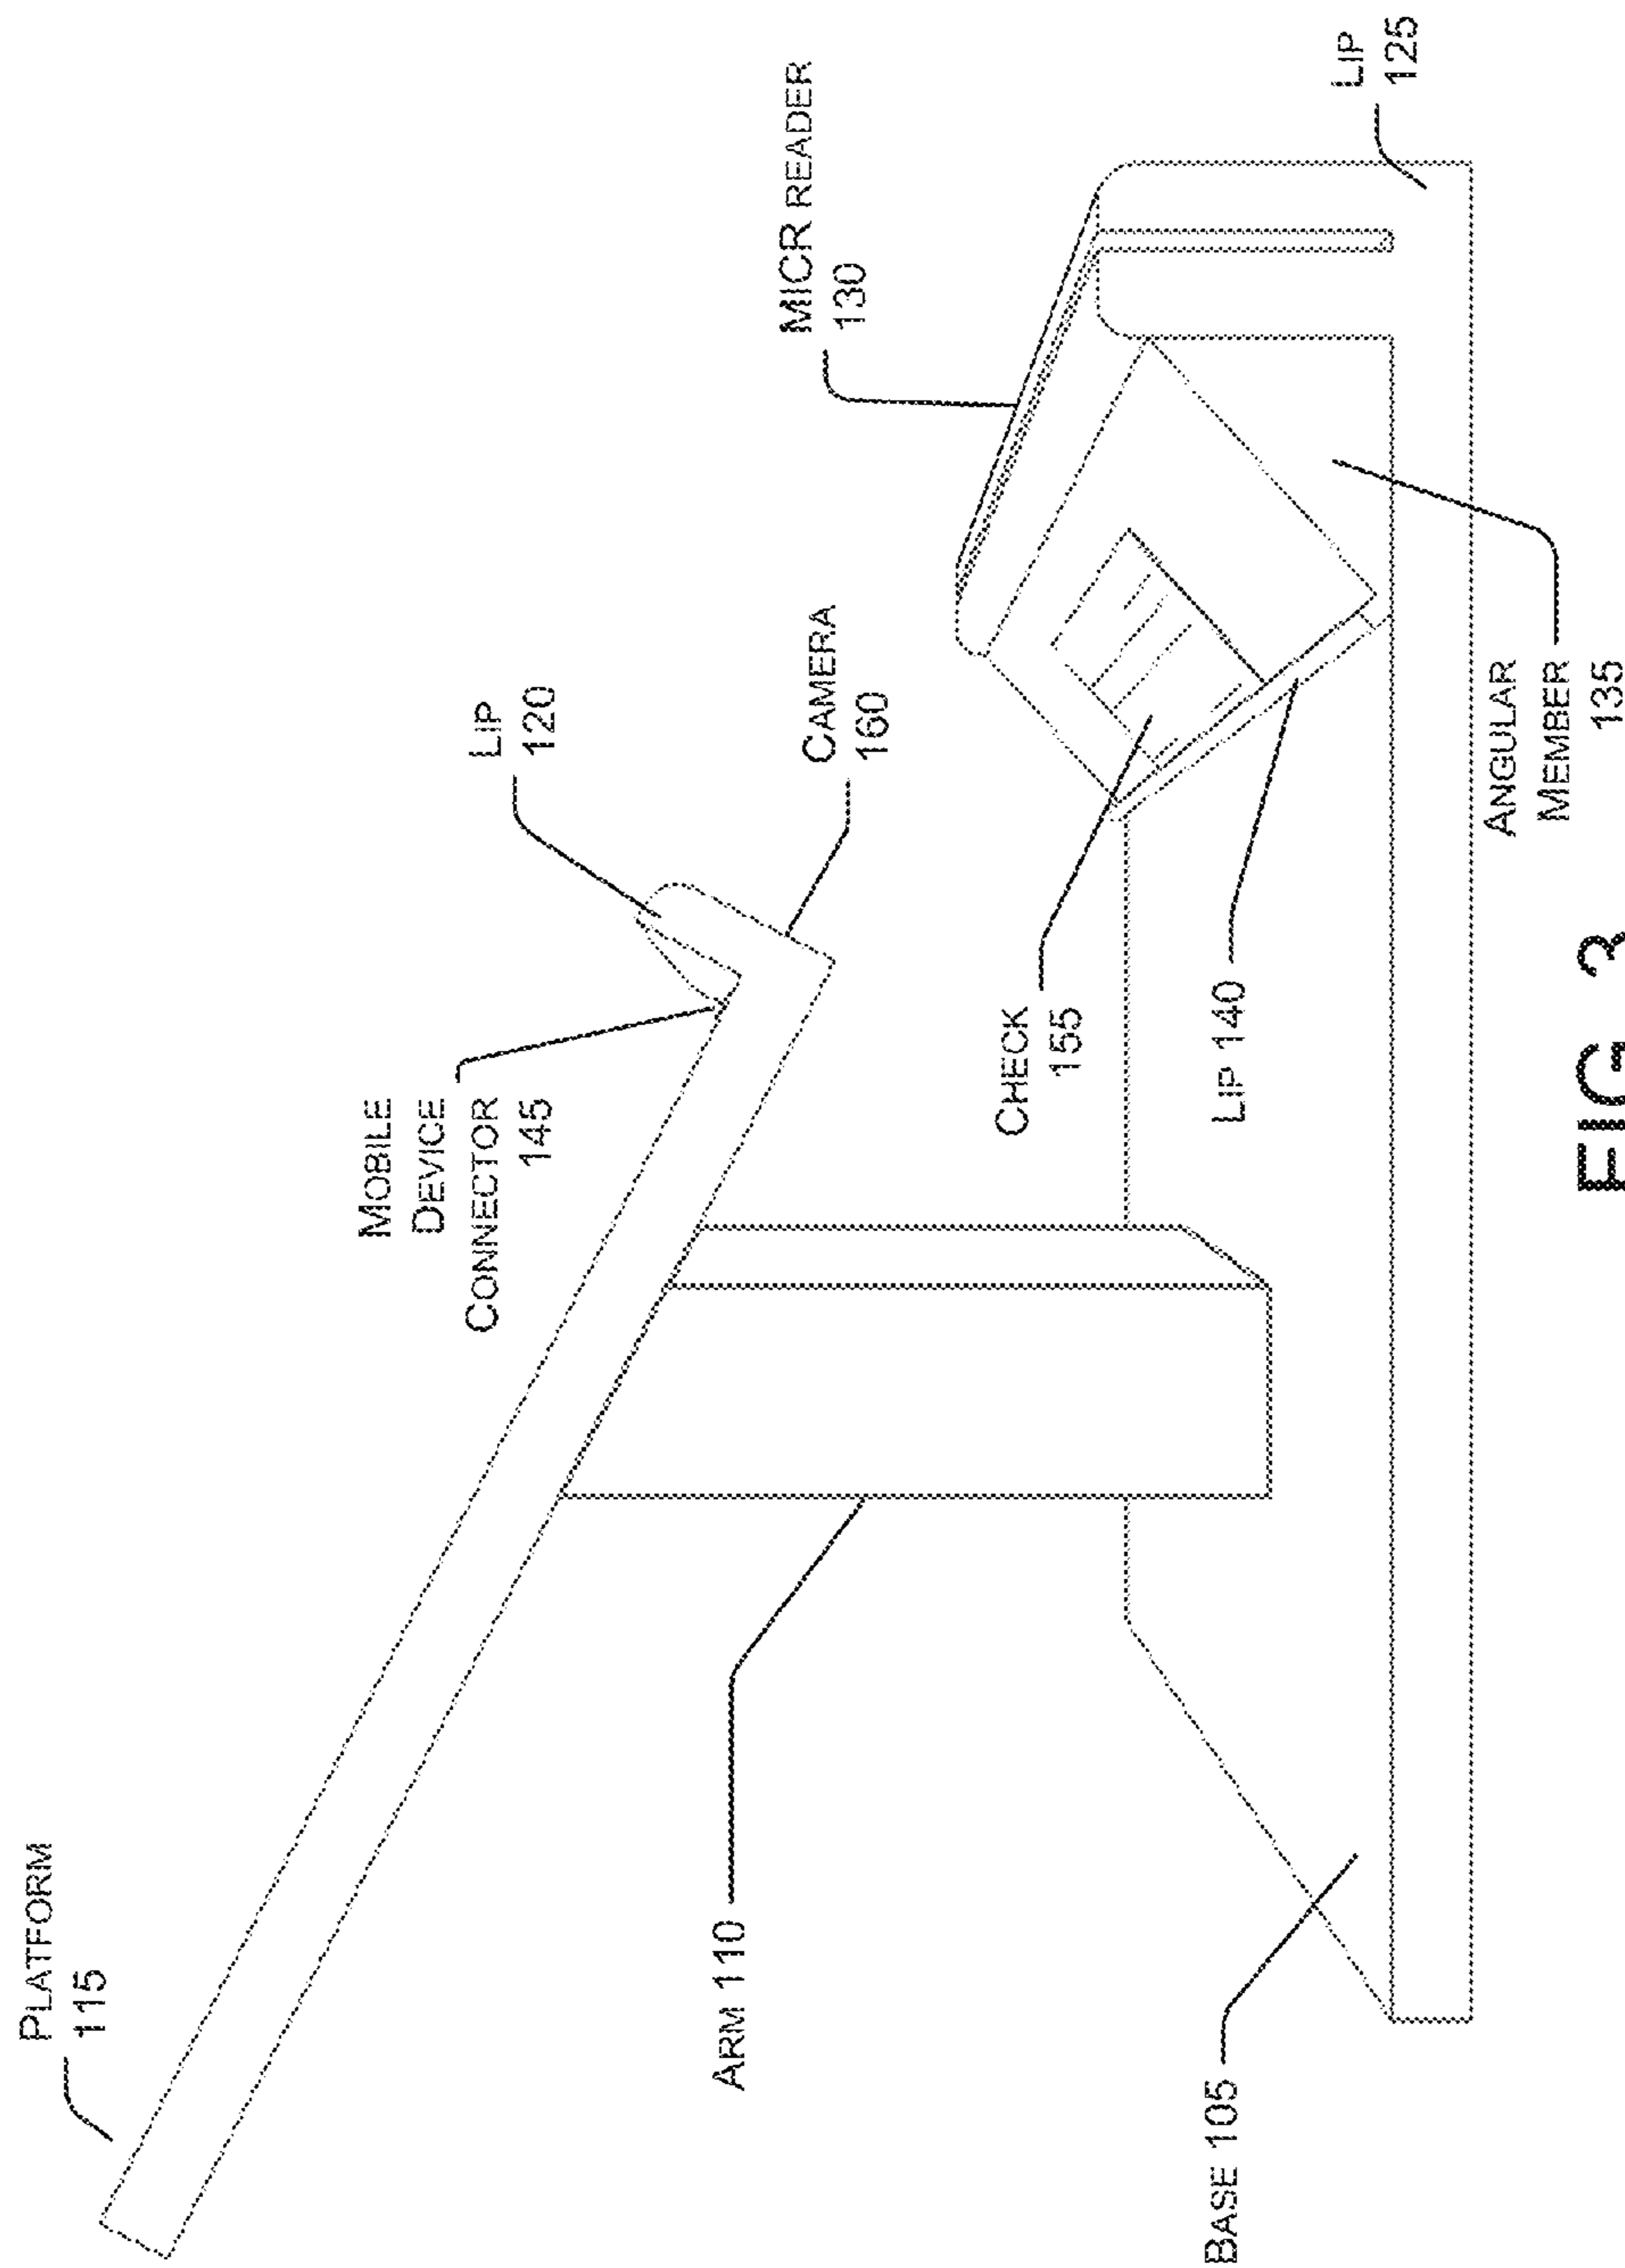 PLATFORM
115
MOBILE
DEVICE
CONNECTOR
145
LIP
120
ARM 110
MICR READER
130
CAMERA
160
CHECK
155
BASE 105
LIP 140
LIP
125
ANGULAR
MEMBER
135
FIG. 3